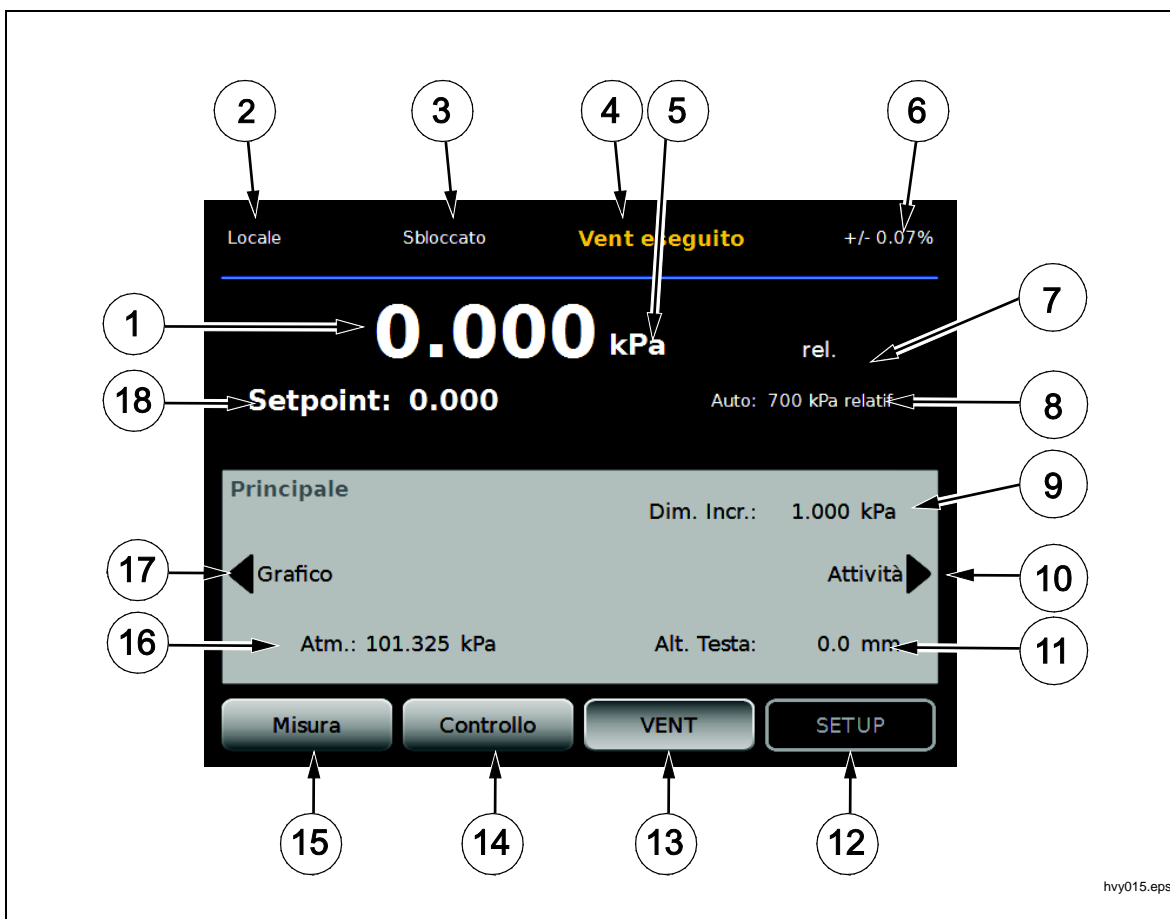 2 3 4 5 6
Locale Sbloccato Vent eseguito +/- 0.07%
7
1 0.000 kPa rel.
18 Setpoint: 0.000 Auto: 700 kPa relatif 8
Principale
Dim. Incr.: 1.000 kPa 9
17 Grafico Attività 10
16 Atm.: 101.325 kPa Alt. Testa: 0.0 mm 11
Misura Controllo VENT SETUP
15 14 13 12
hvy015.eps